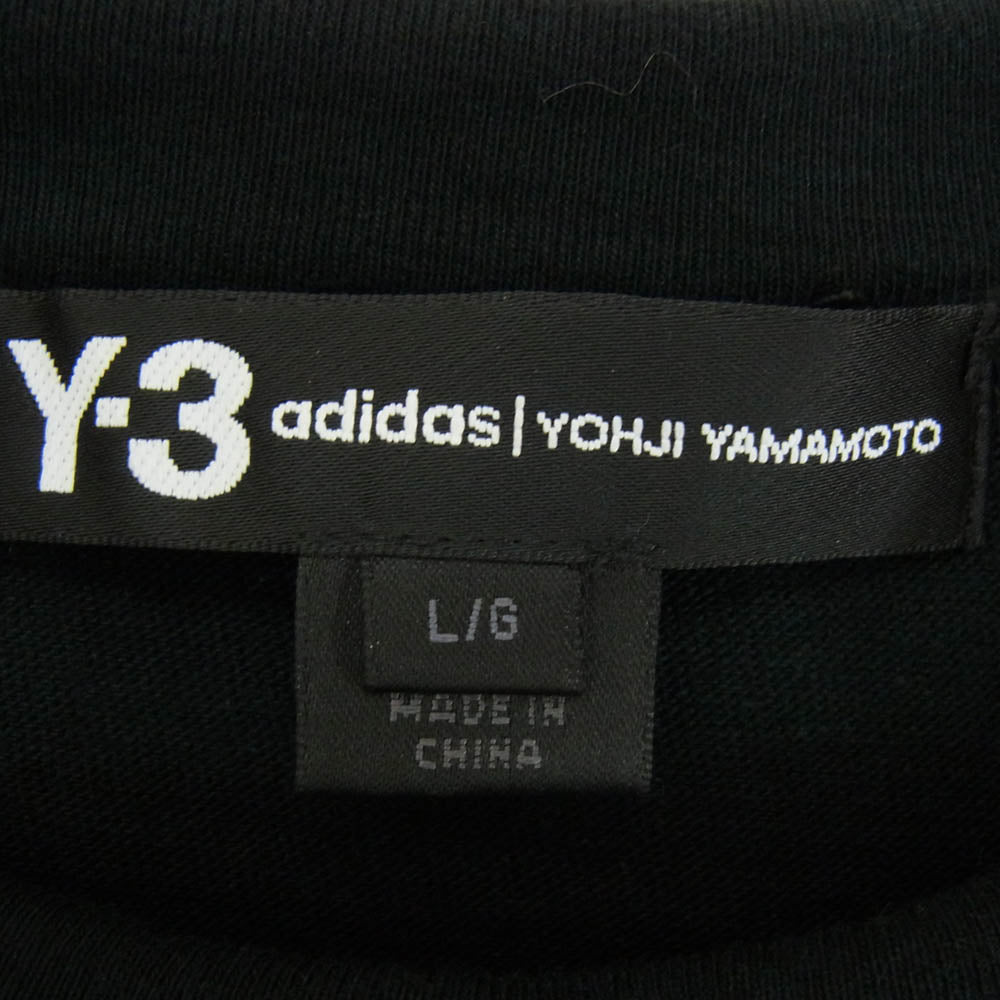 Y-3 adidas | YOHJI YAMAMOTO
L/G
MADE IN
CHINA